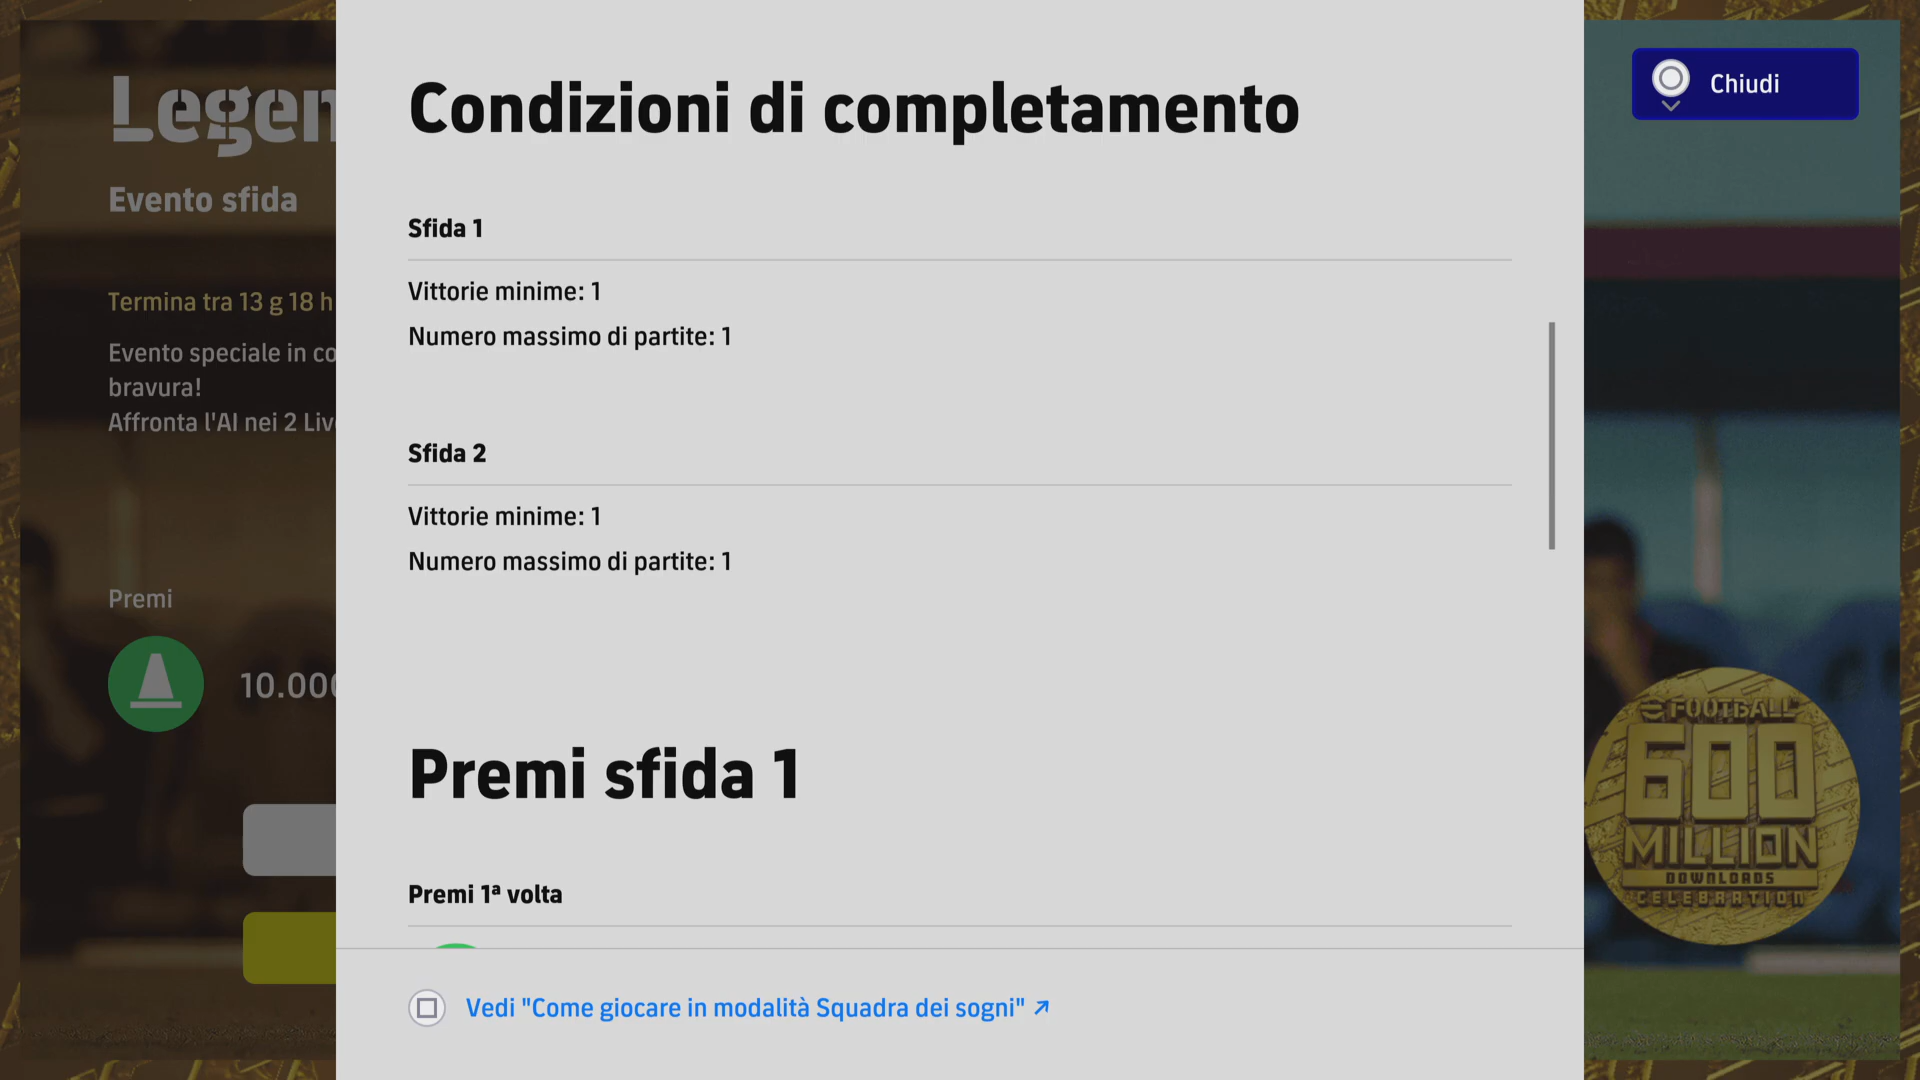 Legen
Evento sfida
Termina tra 13 g 18 h
Evento speciale in co
bravura!
Affronta l'AI nei 2 Liv
Premi
10.000
Condizioni di completamento
Sfida 1
Vittorie minime: 1
Numero massimo di partite: 1
Sfida 2
Vittorie minime: 1
Numero massimo di partite: 1
Premi sfida 1
Premi 1ª volta
Vedi "Come giocare in modalità Squadra dei sogni" ↗
Chiudi
FOOTBALL
600
MILLION
DOWNLOADS
CELEBRATION